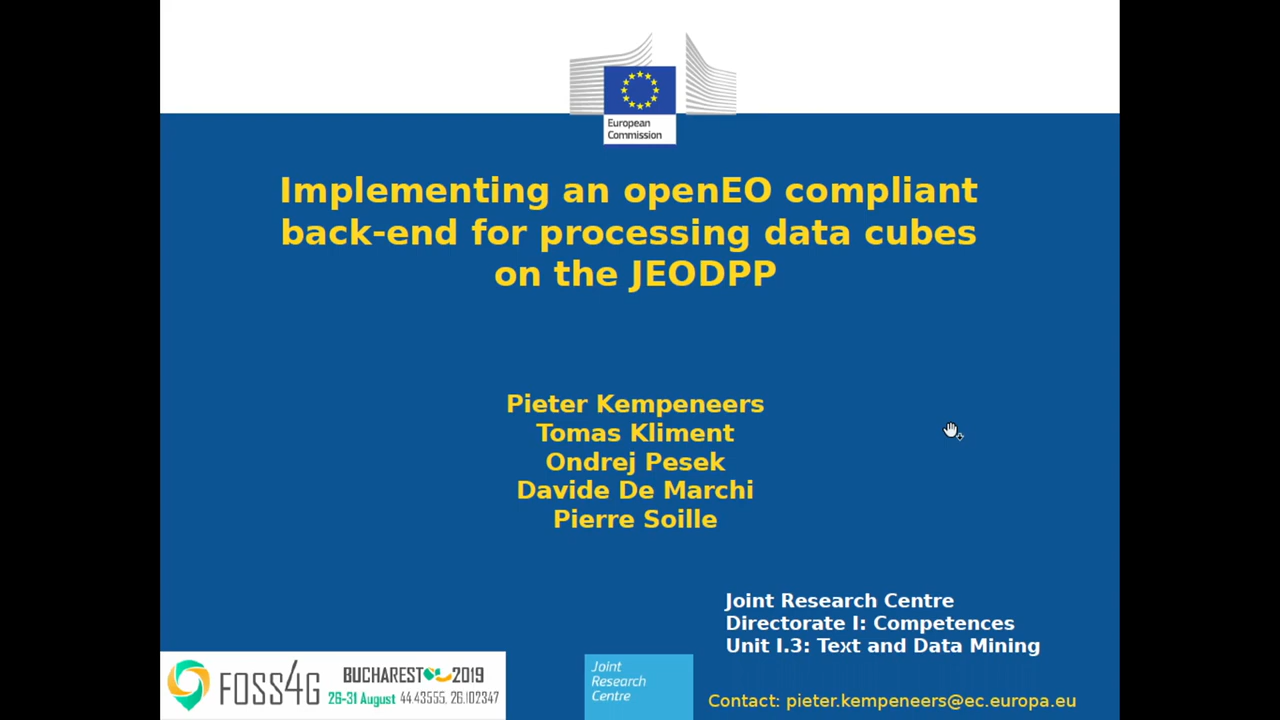 European
Commission
Implementing an openEO compliant
back-end for processing data cubes
on the JEODPP
Pieter Kempeneers
Tomas Kliment
Ondrej Pesek
Davide De Marchi
Pierre Soille
Joint Research Centre
Directorate I: Competences
Unit I.3: Text and Data Mining
FOSS4G
BUCHAREST 2019
26-31 August 44.43555, 26.102347
Joint
Research
Centre
Contact: pieter.kempeneers@ec.europa.eu